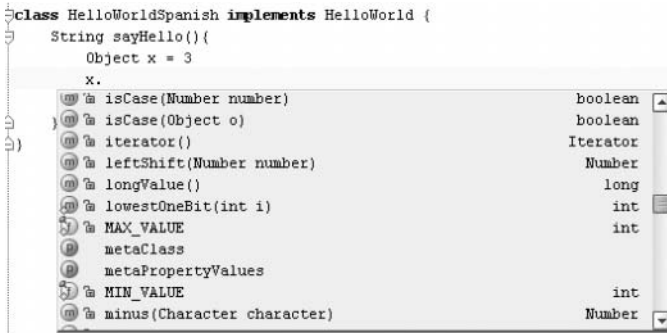 class HelloWorldSpanish implements HelloWorld {
String sayHello(){
Object x = 3
x.
isCase(Number number) boolean
isCase(Object o) boolean
iterator() Iterator
leftShift(Number number) Number
longValue() long
lowestOneBit(int i) int
MAX_VALUE int
metaClass
metaPropertyValues
MIN_VALUE int
minus(Character character) Number
}
}